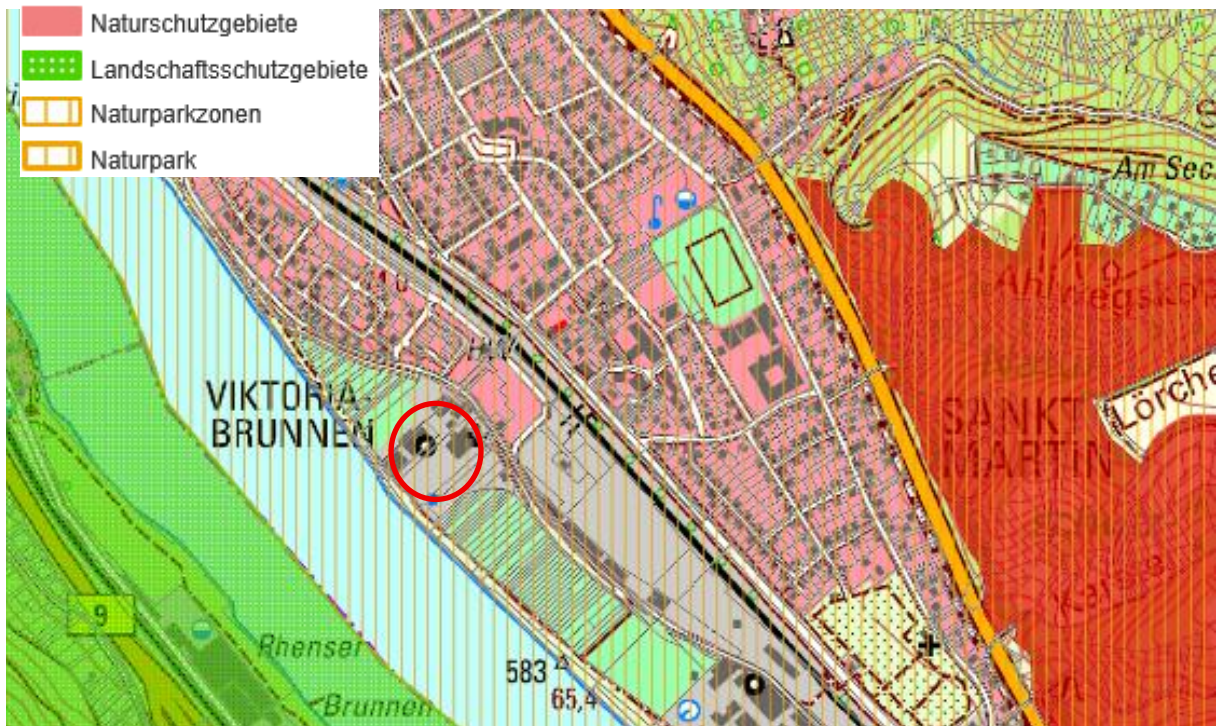 Naturschutzgebiete
Landschaftsschutzgebiete
Naturparkzonen
Naturpark
Am Sec
VIKTORIA-
BRUNNEN
SANKT
MARTIN
Lörche
9
Rhenser
Brunnen
583
65,4